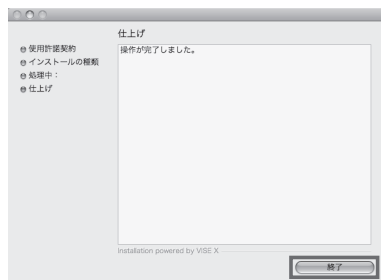 仕上げ
使用許諾契約
インストールの種類
処理中：
仕上げ
操作が完了しました。
Installation powered by VISE X
終了